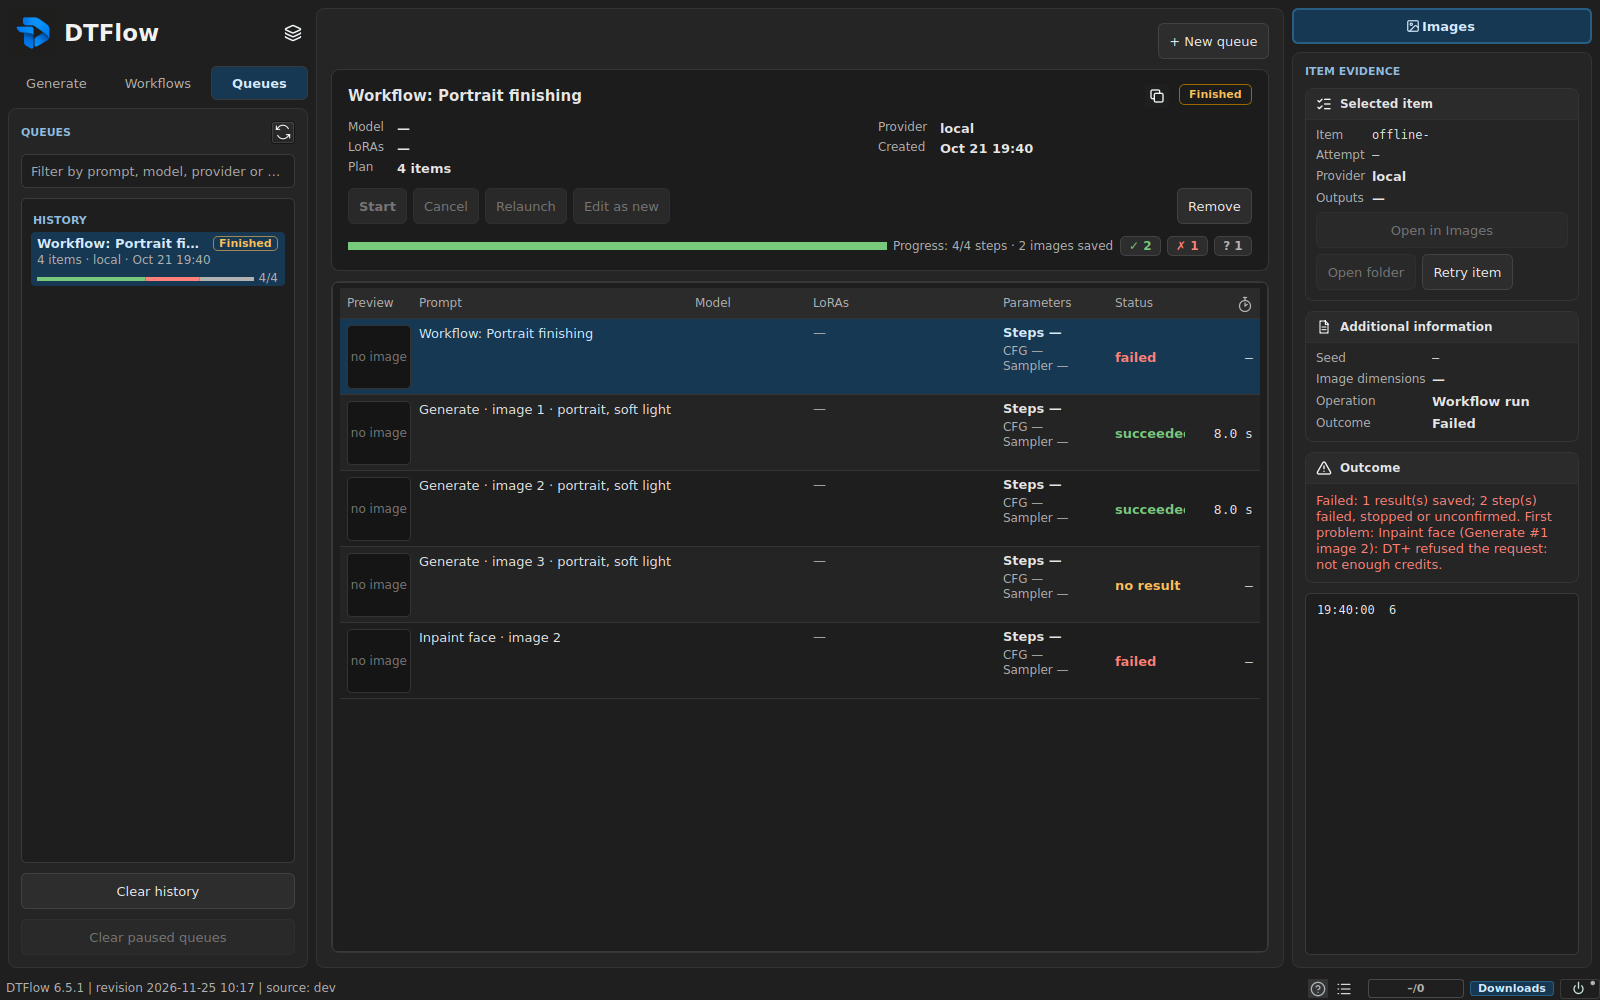 DTFlow
Generate
Workflows
Queues
QUEUES
Filter by prompt, model, provider or ...
HISTORY
Workflow: Portrait fi... Finished
4 items · local · Oct 21 19:40
4/4
Clear history
Clear paused queues
+ New queue
Workflow: Portrait finishing
Finished
Model —
LoRAs —
Plan 4 items
Provider local
Created Oct 21 19:40
Start
Cancel
Relaunch
Edit as new
Remove
Progress: 4/4 steps · 2 images saved ✓ 2 ✗ 1 ? 1
Preview Prompt Model LoRAs Parameters Status
no image Workflow: Portrait finishing — Steps — CFG — Sampler — failed –
no image Generate · image 1 · portrait, soft light — Steps — CFG — Sampler — succeeded 8.0 s
no image Generate · image 2 · portrait, soft light — Steps — CFG — Sampler — succeeded 8.0 s
no image Generate · image 3 · portrait, soft light — Steps — CFG — Sampler — no result –
no image Inpaint face · image 2 — Steps — CFG — Sampler — failed –
Images
ITEM EVIDENCE
Selected item
Item offline-
Attempt –
Provider local
Outputs —
Open in Images
Open folder
Retry item
Additional information
Seed –
Image dimensions —
Operation Workflow run
Outcome Failed
Outcome
Failed: 1 result(s) saved; 2 step(s)
failed, stopped or unconfirmed. First
problem: Inpaint face (Generate #1
image 2): DT+ refused the request:
not enough credits.
19:40:00 6
DTFlow 6.5.1 | revision 2026-11-25 10:17 | source: dev
–/0
Downloads